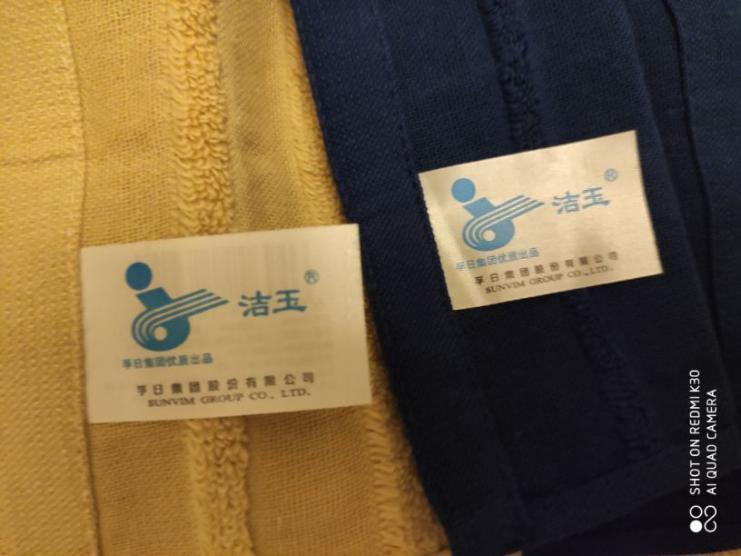 洁玉®
孚日集团优质出品
孚日集团股份有限公司
SUNVIM GROUP CO., LTD.
洁玉®
孚日集团优质出品
孚日集团股份有限公司
SUNVIM GROUP CO., LTD.
SHOT ON REDMI K30
AI QUAD CAMERA